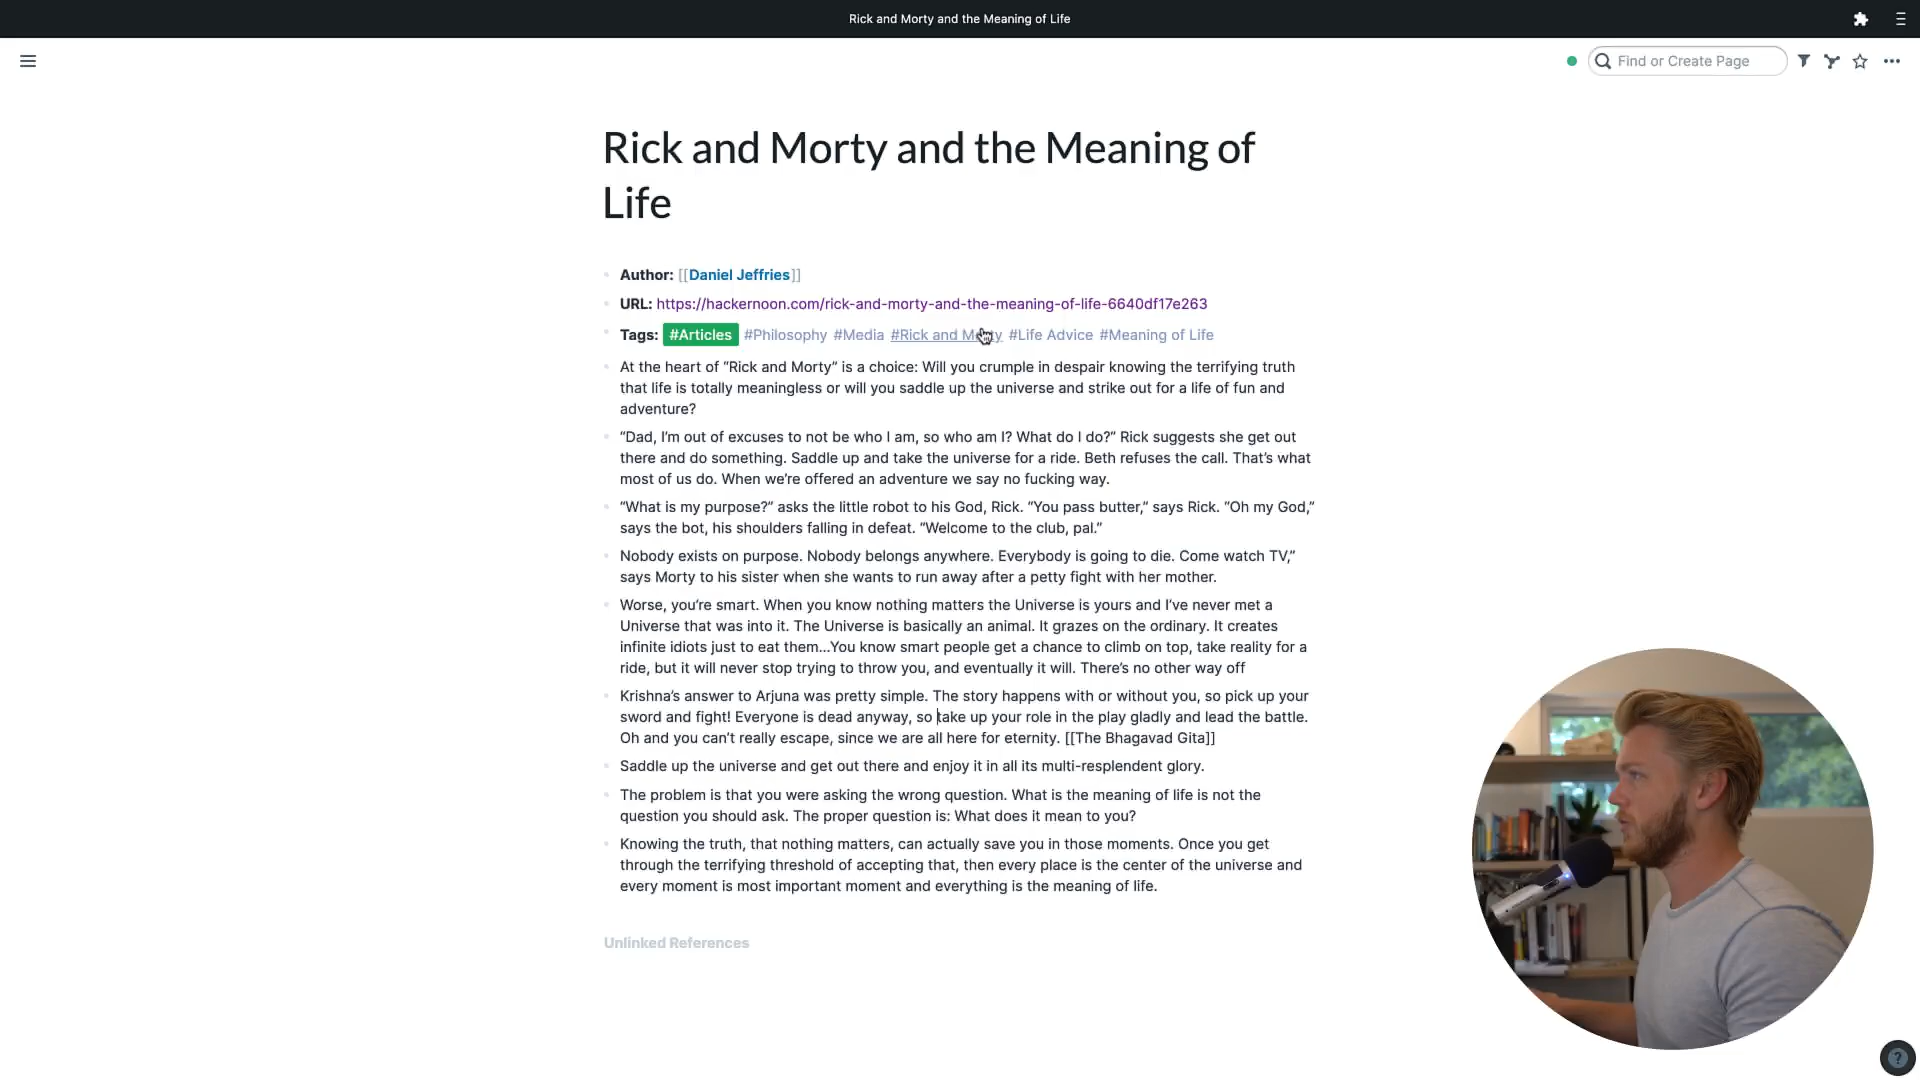 Rick and Morty and the Meaning of Life
Find or Create Page
Rick and Morty and the Meaning of
Life
Author: [[Daniel Jeffries]]
URL: https://hackernoon.com/rick-and-morty-and-the-meaning-of-life-6640df17e263
Tags: #Articles #Philosophy #Media #Rick and Morty #Life Advice #Meaning of Life
At the heart of “Rick and Morty” is a choice: Will you crumple in despair knowing the terrifying truth
that life is totally meaningless or will you saddle up the universe and strike out for a life of fun and
adventure?
“Dad, I’m out of excuses to not be who I am, so who am I? What do I do?” Rick suggests she get out
there and do something. Saddle up and take the universe for a ride. Beth refuses the call. That’s what
most of us do. When we’re offered an adventure we say no fucking way.
“What is my purpose?” asks the little robot to his God, Rick. “You pass butter,” says Rick. “Oh my God,”
says the bot, his shoulders falling in defeat. “Welcome to the club, pal.”
Nobody exists on purpose. Nobody belongs anywhere. Everybody is going to die. Come watch TV,”
says Morty to his sister when she wants to run away after a petty fight with her mother.
Worse, you’re smart. When you know nothing matters the Universe is yours and I’ve never met a
Universe that was into it. The Universe is basically an animal. It grazes on the ordinary. It creates
infinite idiots just to eat them...You know smart people get a chance to climb on top, take reality for a
ride, but it will never stop trying to throw you, and eventually it will. There’s no other way off
Krishna’s answer to Arjuna was pretty simple. The story happens with or without you, so pick up your
sword and fight! Everyone is dead anyway, so take up your role in the play gladly and lead the battle.
Oh and you can’t really escape, since we are all here for eternity. [[The Bhagavad Gita]]
Saddle up the universe and get out there and enjoy it in all its multi-resplendent glory.
The problem is that you were asking the wrong question. What is the meaning of life is not the
question you should ask. The proper question is: What does it mean to you?
Knowing the truth, that nothing matters, can actually save you in those moments. Once you get
through the terrifying threshold of accepting that, then every place is the center of the universe and
every moment is most important moment and everything is the meaning of life.
Unlinked References
?